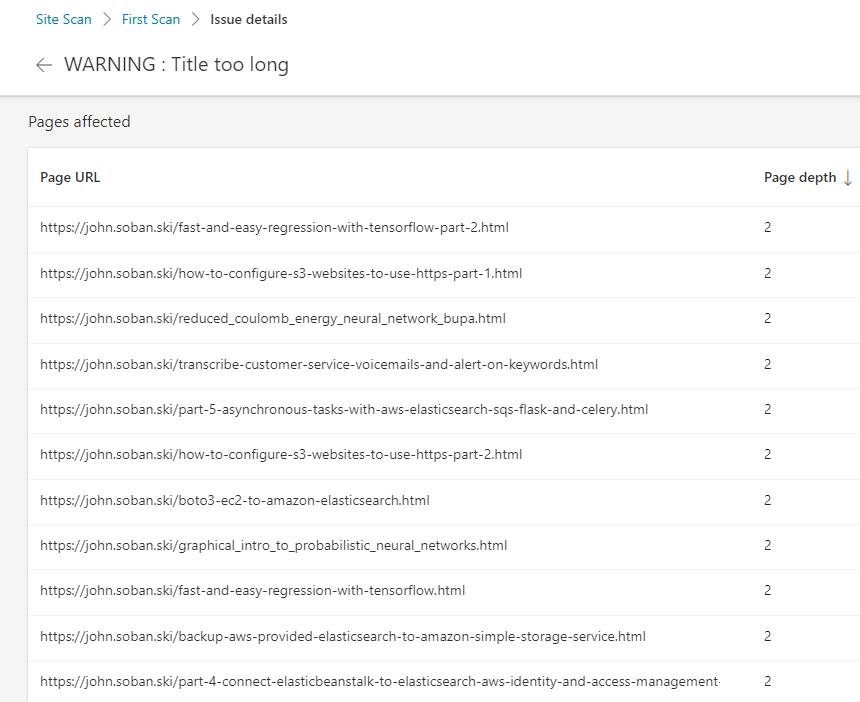 Site Scan > First Scan > Issue details
← WARNING : Title too long
Pages affected
Page URL Page depth ↓
https://john.soban.ski/fast-and-easy-regression-with-tensorflow-part-2.html 2
https://john.soban.ski/how-to-configure-s3-websites-to-use-https-part-1.html 2
https://john.soban.ski/reduced_coulomb_energy_neural_network_bupa.html 2
https://john.soban.ski/transcribe-customer-service-voicemails-and-alert-on-keywords.html 2
https://john.soban.ski/part-5-asynchronous-tasks-with-aws-elasticsearch-sqs-flask-and-celery.html 2
https://john.soban.ski/how-to-configure-s3-websites-to-use-https-part-2.html 2
https://john.soban.ski/boto3-ec2-to-amazon-elasticsearch.html 2
https://john.soban.ski/graphical_intro_to_probabilistic_neural_networks.html 2
https://john.soban.ski/fast-and-easy-regression-with-tensorflow.html 2
https://john.soban.ski/backup-aws-provided-elasticsearch-to-amazon-simple-storage-service.html 2
https://john.soban.ski/part-4-connect-elasticbeanstalk-to-elasticsearch-aws-identity-and-access-management- 2